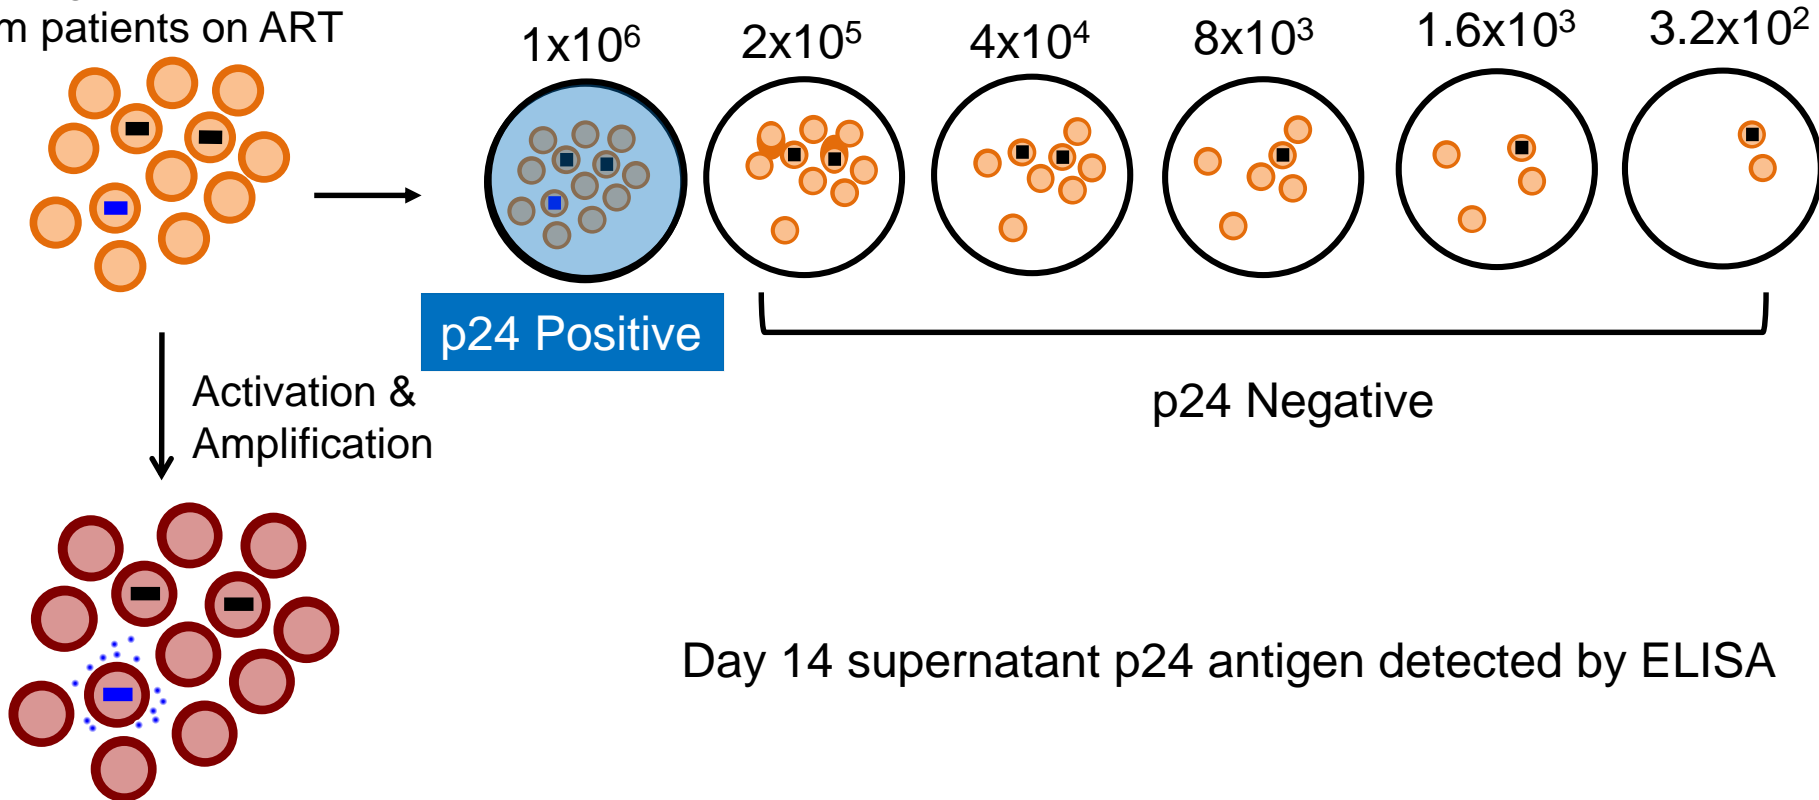 patients on ART
1x10⁶ 2x10⁵ 4x10⁴ 8x10³ 1.6x10³ 3.2x10²
p24 Positive
p24 Negative
Activation &
Amplification
Day 14 supernatant p24 antigen detected by ELISA